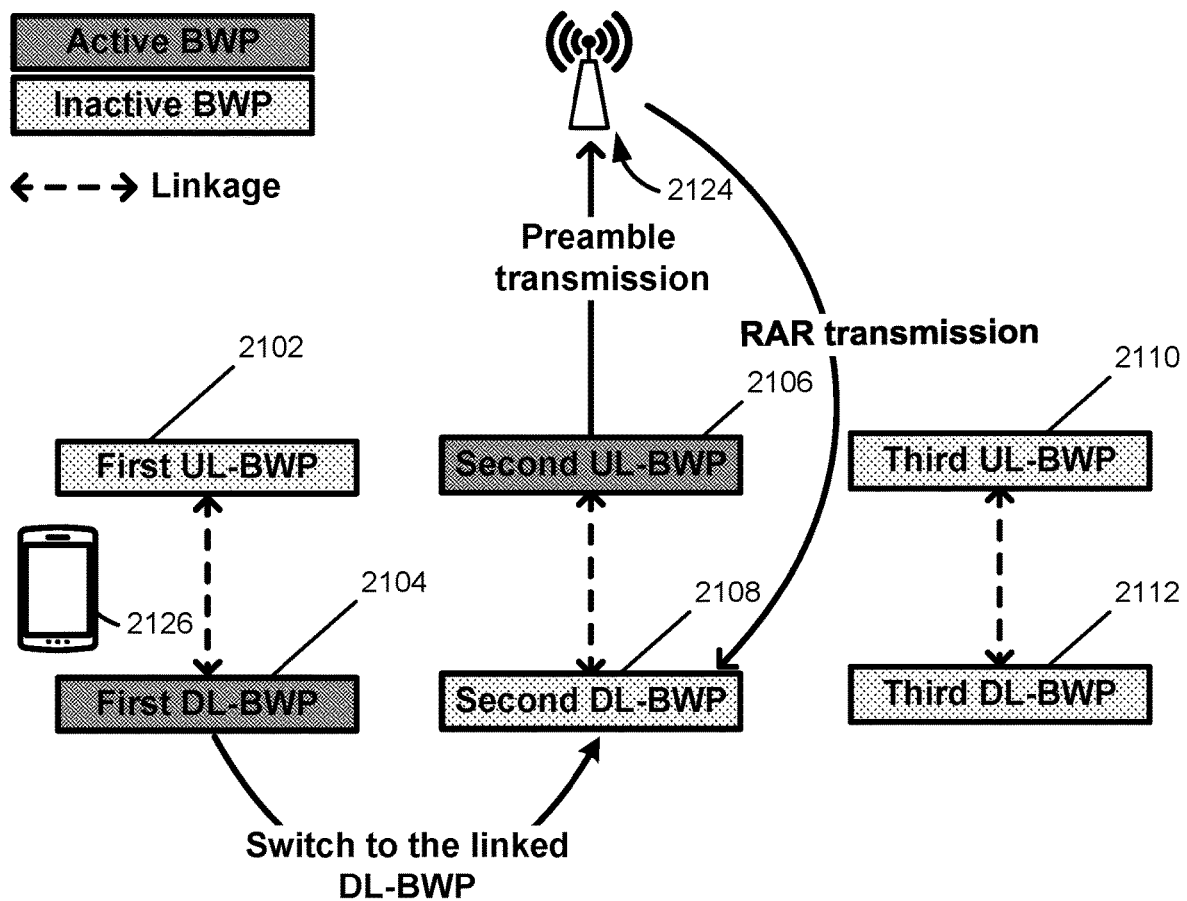 Active BWP
Inactive BWP
Linkage
2124
Preamble
transmission
RAR transmission
2102
2106
2110
First UL-BWP
Second UL-BWP
Third UL-BWP
2126
2104
2108
2112
First DL-BWP
Second DL-BWP
Third DL-BWP
Switch to the linked
DL-BWP